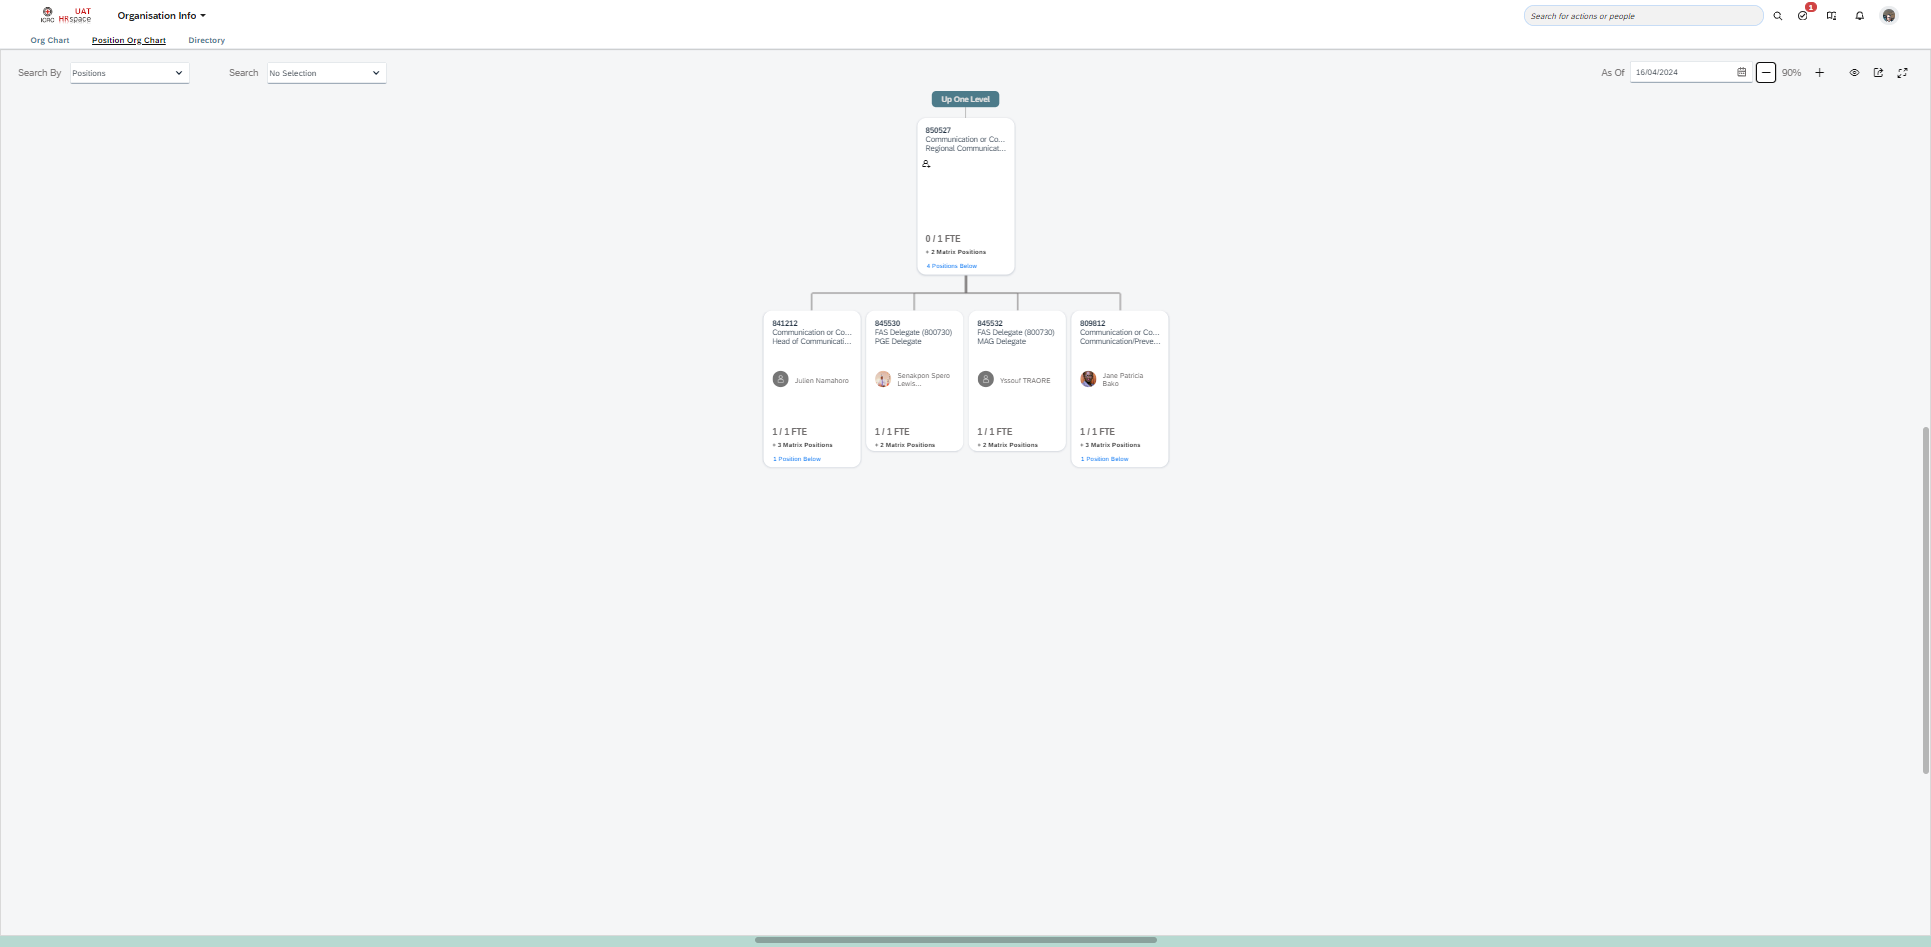 ICRC
UAT
HRspace
Organisation Info
Search for actions or people
1
Org Chart
Position Org Chart
Directory
Search By
Positions
Search
No Selection
As Of
16/04/2024
90%
Up One Level
850527
Communication or Co...
Regional Communicat...
0 / 1 FTE
+ 2 Matrix Positions
4 Positions Below
841212
Communication or Co...
Head of Communicati...
Julien Namahoro
1 / 1 FTE
+ 3 Matrix Positions
1 Position Below
845530
FAS Delegate (800730)
PGE Delegate
Senakpon Spero
Lewis...
1 / 1 FTE
+ 2 Matrix Positions
845532
FAS Delegate (800730)
MAG Delegate
Yssouf TRAORE
1 / 1 FTE
+ 2 Matrix Positions
809812
Communication or Co...
Communication/Preve...
Jane Patricia
Bako
1 / 1 FTE
+ 3 Matrix Positions
1 Position Below